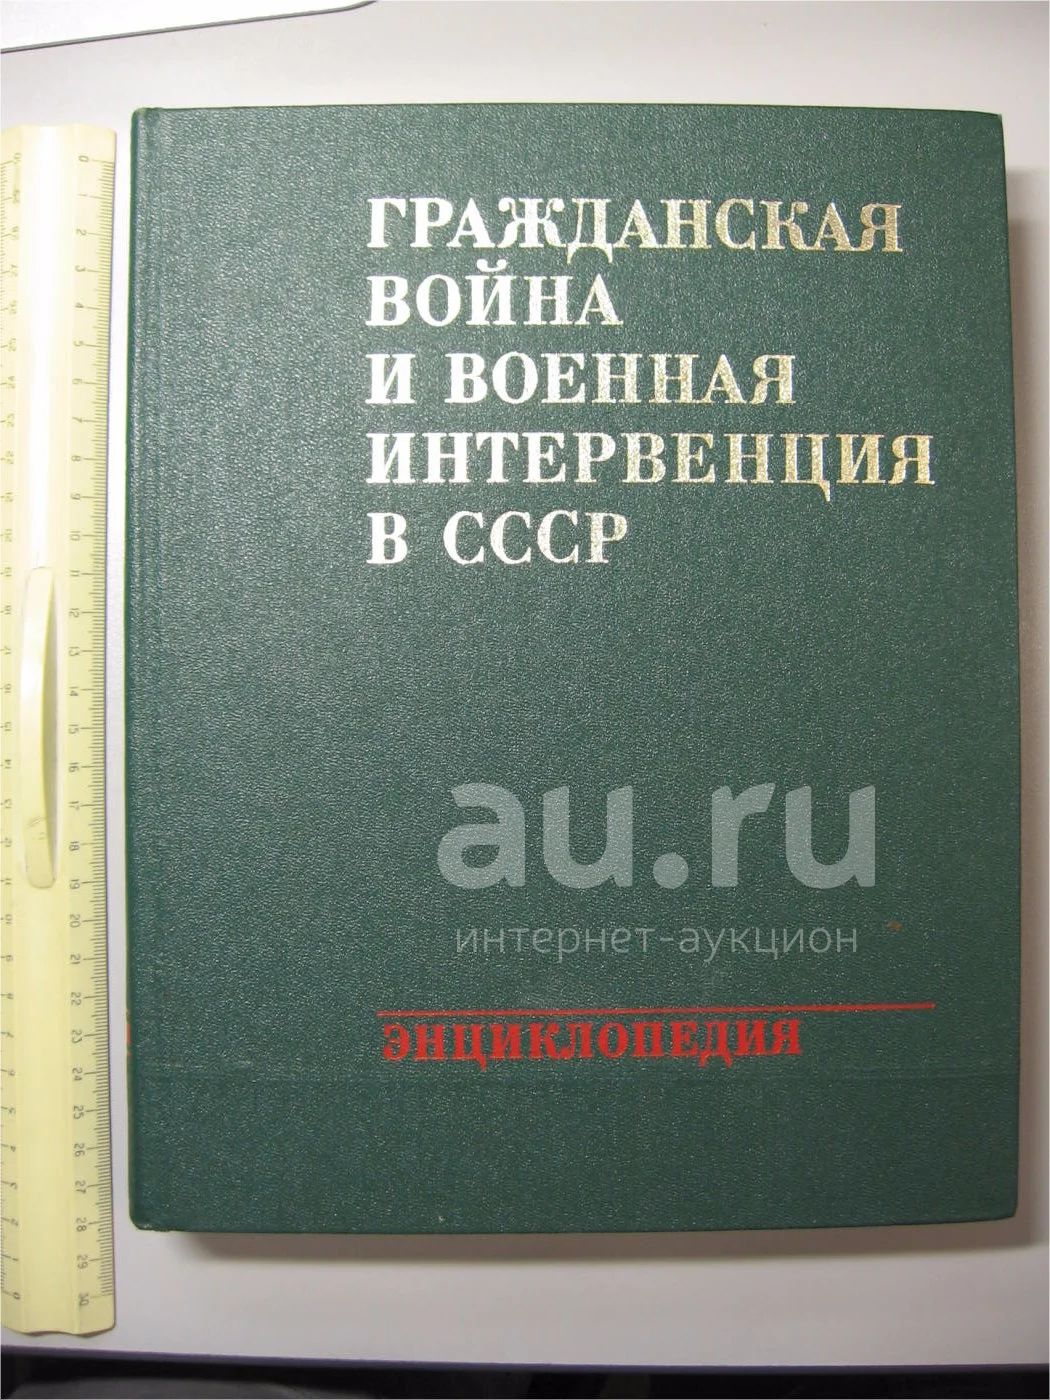 ГРАЖДАНСКАЯ
ВОЙНА
И ВОЕННАЯ
ИНТЕРВЕНЦИЯ
В СССР
au.ru
интернет-аукцион
ЭНЦИКЛОПЕДИЯ